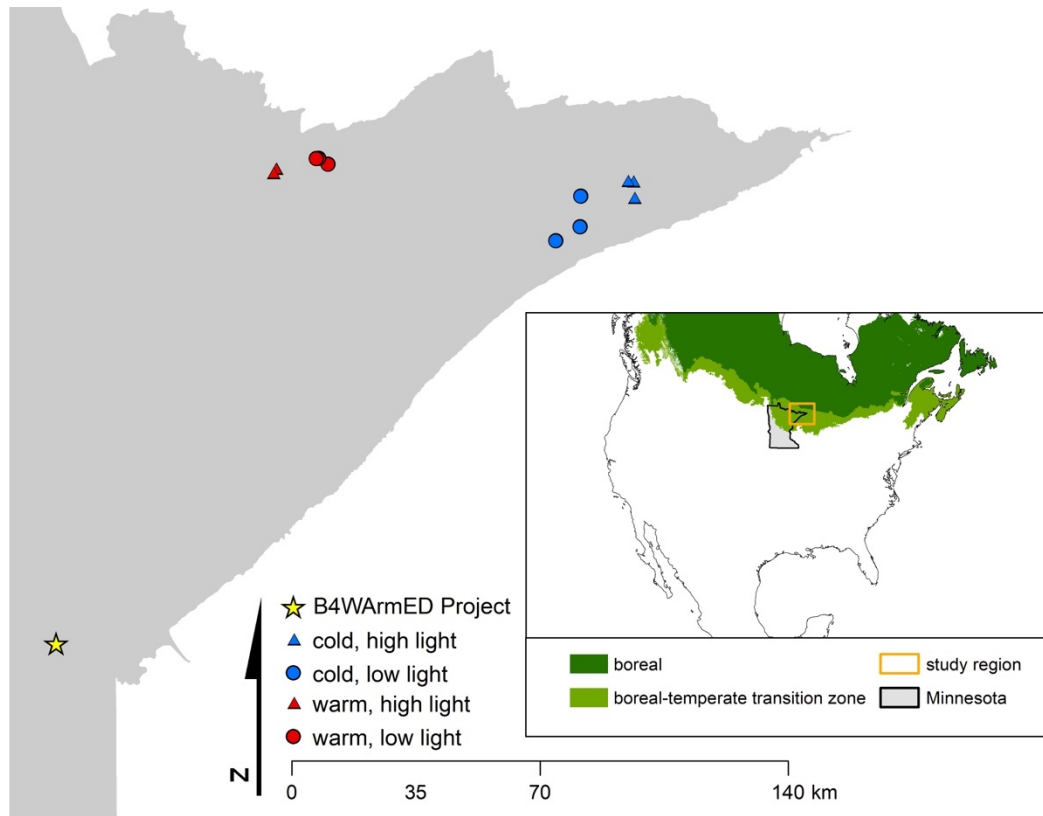 B4WArmED Project
cold, high light
cold, low light
warm, high light
warm, low light
N
0 35 70 140 km
boreal
boreal-temperate transition zone
study region
Minnesota